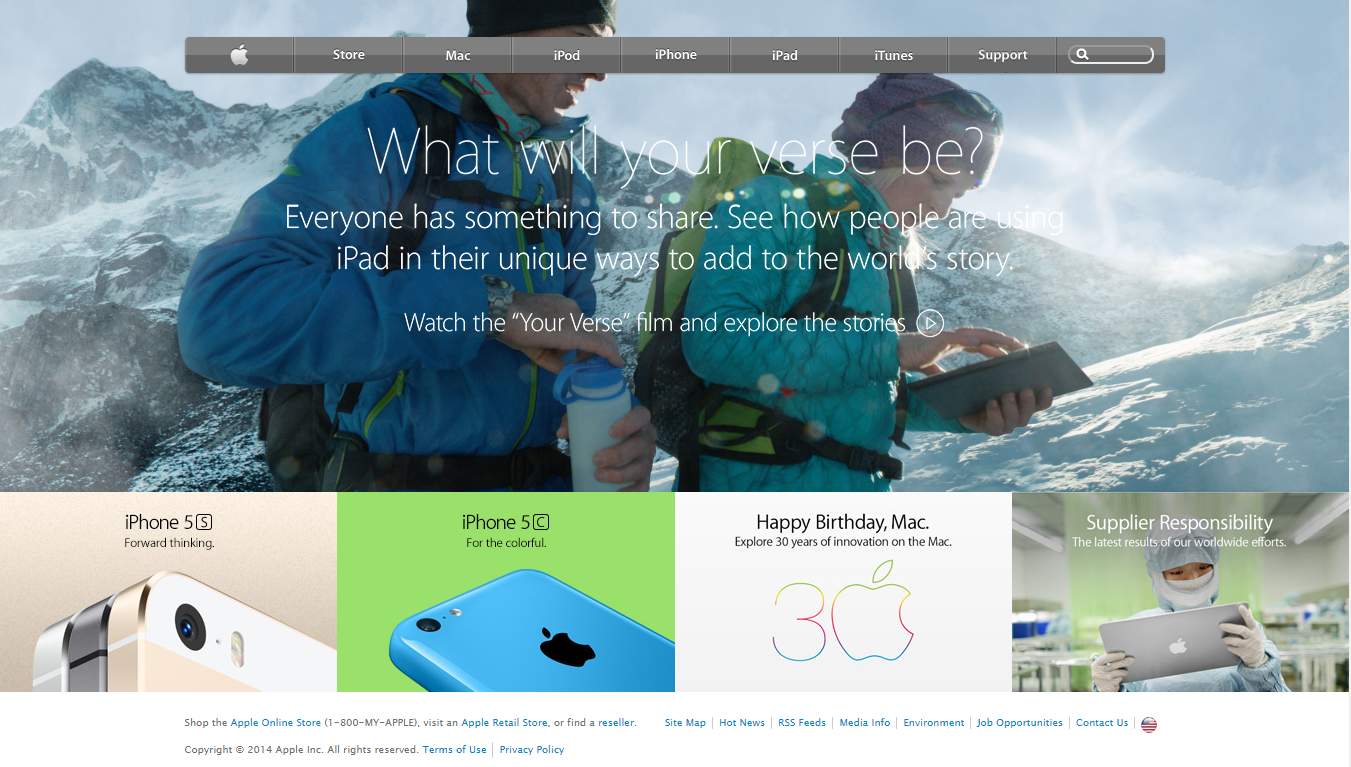 Store Mac iPod iPhone iPad iTunes Support
What will your verse be?
Everyone has something to share. See how people are using
iPad in their unique ways to add to the world's story.
Watch the “Your Verse” film and explore the stories
iPhone 5S
Forward thinking.
iPhone 5C
For the colorful.
Happy Birthday, Mac.
Explore 30 years of innovation on the Mac.
30
Supplier Responsibility
The latest results of our worldwide efforts.
Shop the Apple Online Store (1-800-MY-APPLE), visit an Apple Retail Store, or find a reseller. Site Map Hot News RSS Feeds Media Info Environment Job Opportunities Contact Us
Copyright © 2014 Apple Inc. All rights reserved. Terms of Use Privacy Policy